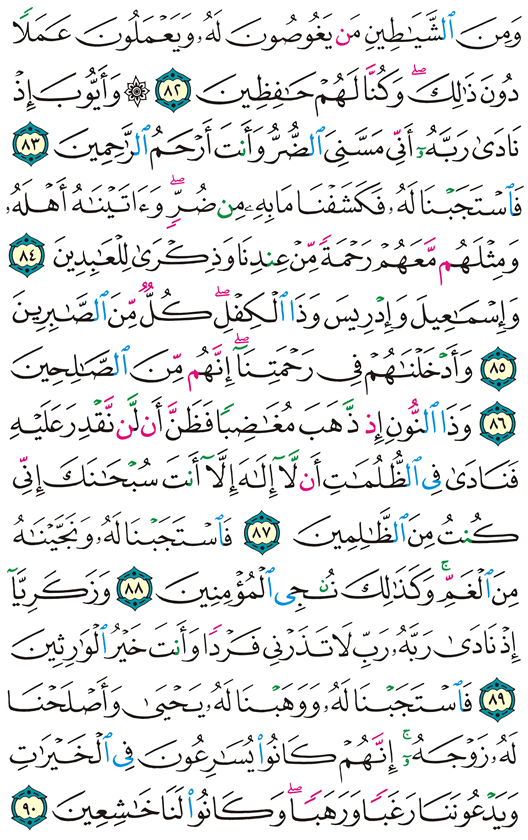 وَمِنَ ٱلشَّيَٰطِينِ مَن يَغُوصُونَ لَهُۥ وَيَعْمَلُونَ عَمَلًا
دُونَ ذَٰلِكَۖ وَكُنَّا لَهُمْ حَٰفِظِينَ ٨٢ ۞ وَأَيُّوبَ إِذْ
نَادَىٰ رَبَّهُۥٓ أَنِّى مَسَّنِىَ ٱلضُّرُّ وَأَنتَ أَرْحَمُ ٱلرَّٰحِمِينَ ٨٣
فَٱسْتَجَبْنَا لَهُۥ فَكَشَفْنَا مَا بِهِۦ مِن ضُرٍّۖ وَءَاتَيْنَٰهُ أَهْلَهُۥ
وَمِثْلَهُم مَّعَهُمْ رَحْمَةً مِّنْ عِندِنَا وَذِكْرَىٰ لِلْعَٰبِدِينَ ٨٤
وَإِسْمَٰعِيلَ وَإِدْرِيسَ وَذَا ٱلْكِفْلِۖ كُلٌّ مِّنَ ٱلصَّٰبِرِينَ
٨٥ وَأَدْخَلْنَٰهُمْ فِى رَحْمَتِنَآۖ إِنَّهُم مِّنَ ٱلصَّٰلِحِينَ
٨٦ وَذَا ٱلنُّونِ إِذ ذَّهَبَ مُغَٰضِبًا فَظَنَّ أَن لَّن نَّقْدِرَ عَلَيْهِ
فَنَادَىٰ فِى ٱلظُّلُمَٰتِ أَن لَّآ إِلَٰهَ إِلَّآ أَنتَ سُبْحَٰنَكَ إِنِّى
كُنتُ مِنَ ٱلظَّٰلِمِينَ ٨٧ فَٱسْتَجَبْنَا لَهُۥ وَنَجَّيْنَٰهُ
مِنَ ٱلْغَمِّۚ وَكَذَٰلِكَ نُۨجِى ٱلْمُؤْمِنِينَ ٨٨ وَزَكَرِيَّآ
إِذْ نَادَىٰ رَبَّهُۥ رَبِّ لَا تَذَرْنِى فَرْدًا وَأَنتَ خَيْرُ ٱلْوَٰرِثِينَ
٨٩ فَٱسْتَجَبْنَا لَهُۥ وَوَهَبْنَا لَهُۥ يَحْيَىٰ وَأَصْلَحْنَا
لَهُۥ زَوْجَهُۥٓۚ إِنَّهُمْ كَانُوا۟ يُسَٰرِعُونَ فِى ٱلْخَيْرَٰتِ
وَيَدْعُونَنَا رَغَبًا وَرَهَبًاۖ وَكَانُوا۟ لَنَا خَٰشِعِينَ ٩٠